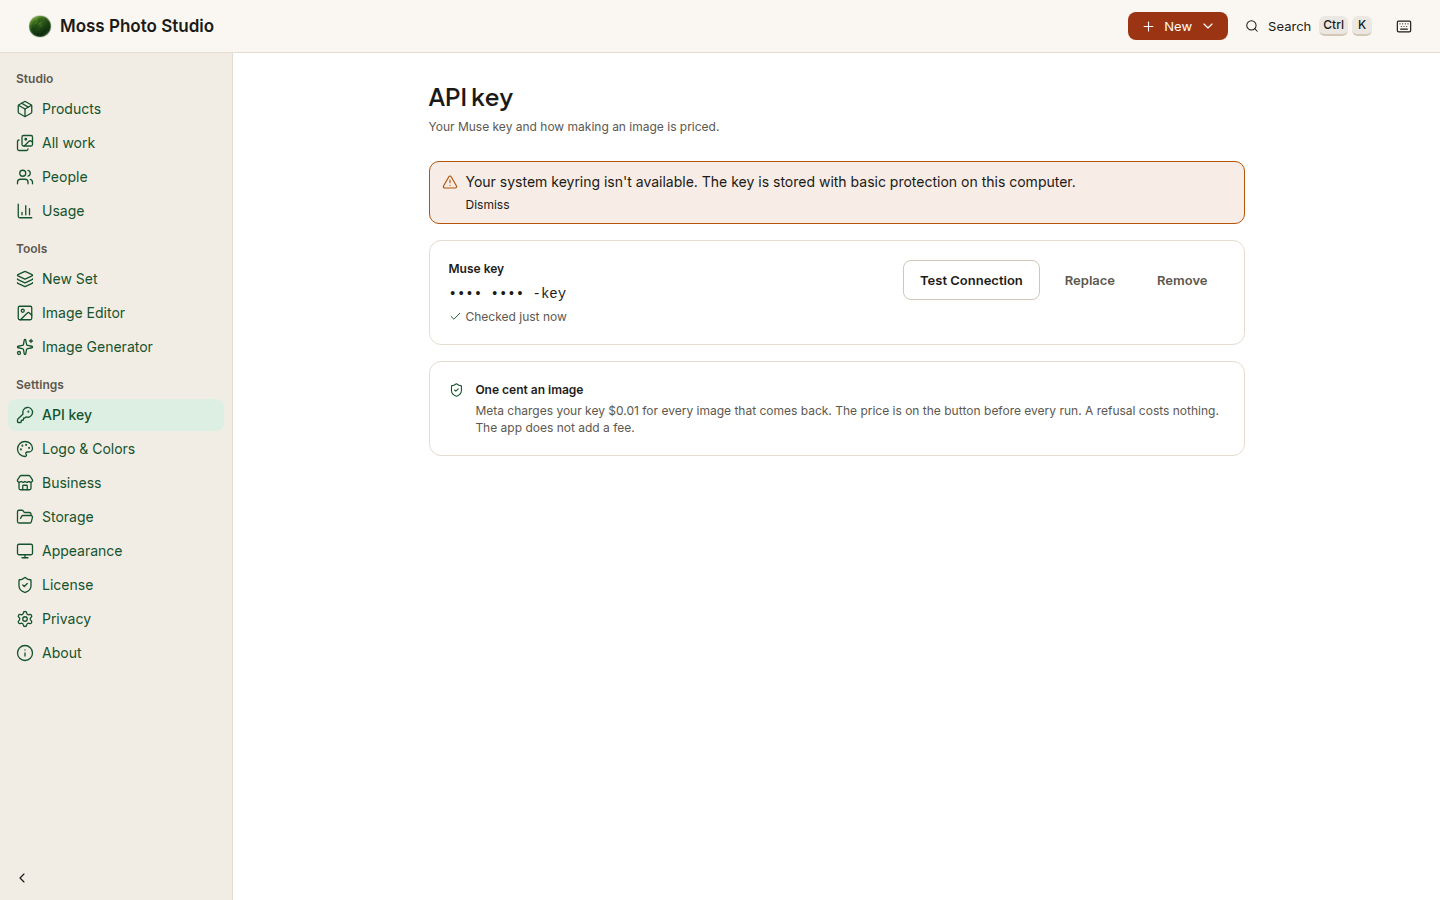 Moss Photo Studio
New
Search Ctrl K
Studio
Products
All work
People
Usage
Tools
New Set
Image Editor
Image Generator
Settings
API key
Logo & Colors
Business
Storage
Appearance
License
Privacy
About
API key
Your Muse key and how making an image is priced.
Your system keyring isn't available. The key is stored with basic protection on this computer.
Dismiss
Muse key
•••• •••• -key
Checked just now
Test Connection
Replace
Remove
One cent an image
Meta charges your key $0.01 for every image that comes back. The price is on the button before every run. A refusal costs nothing.
The app does not add a fee.